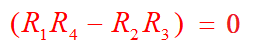 (R₁R₄ − R₂R₃) = 0